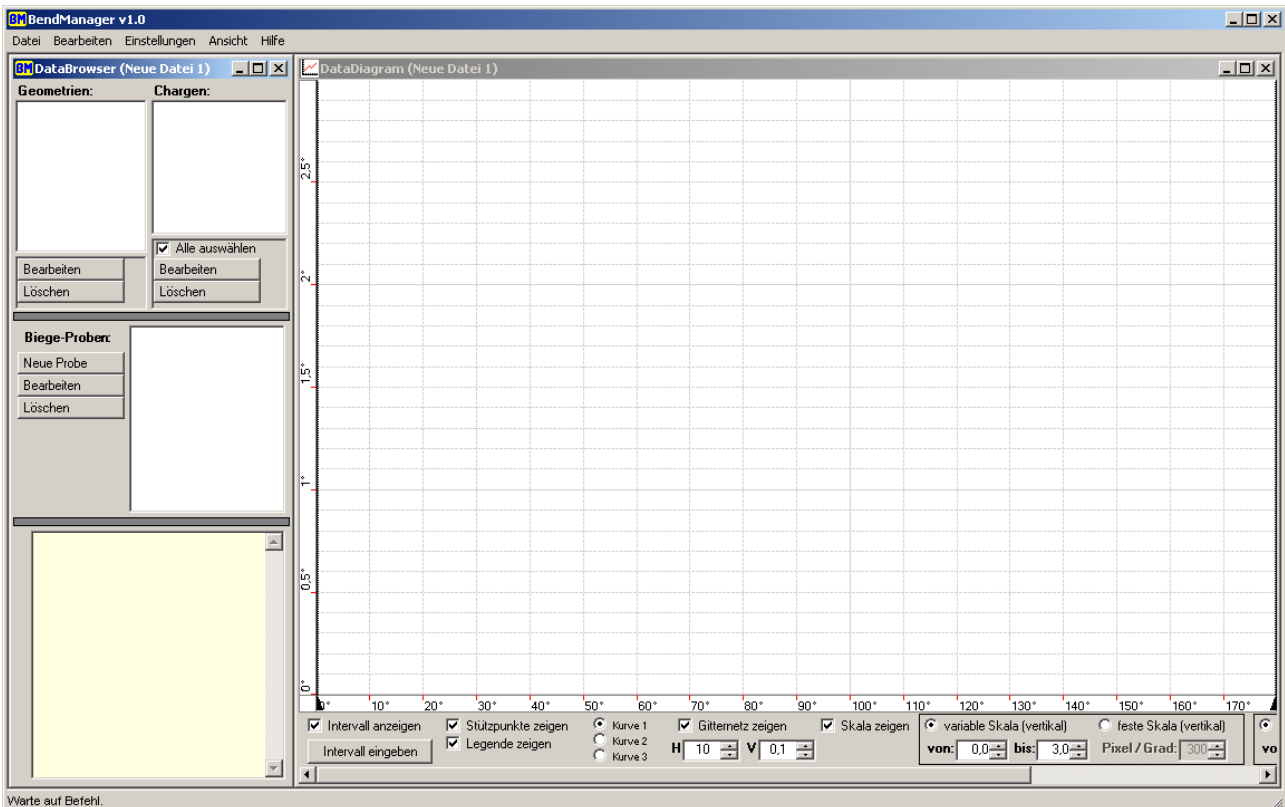 BM BendManager v1.0
Datei Bearbeiten Einstellungen Ansicht Hilfe
BM DataBrowser (Neue Datei 1)
Geometrien: Chargen:
Alle auswählen
Bearbeiten Bearbeiten
Löschen Löschen
Biege-Proben:
Neue Probe
Bearbeiten
Löschen
DataDiagram (Neue Datei 1)
2,5°
2°
1,5°
1°
0,5°
0°
0° 10° 20° 30° 40° 50° 60° 70° 80° 90° 100° 110° 120° 130° 140° 150° 160° 170°
Intervall anzeigen Stützpunkte zeigen Kurve 1 Gitternetz zeigen Skala zeigen variable Skala (vertikal) feste Skala (vertikal)
Legende zeigen Kurve 2
Intervall eingeben Kurve 3 H 10 V 0,1 von: 0,0 bis: 3,0 Pixel / Grad: 300 vo
Warte auf Befehl.